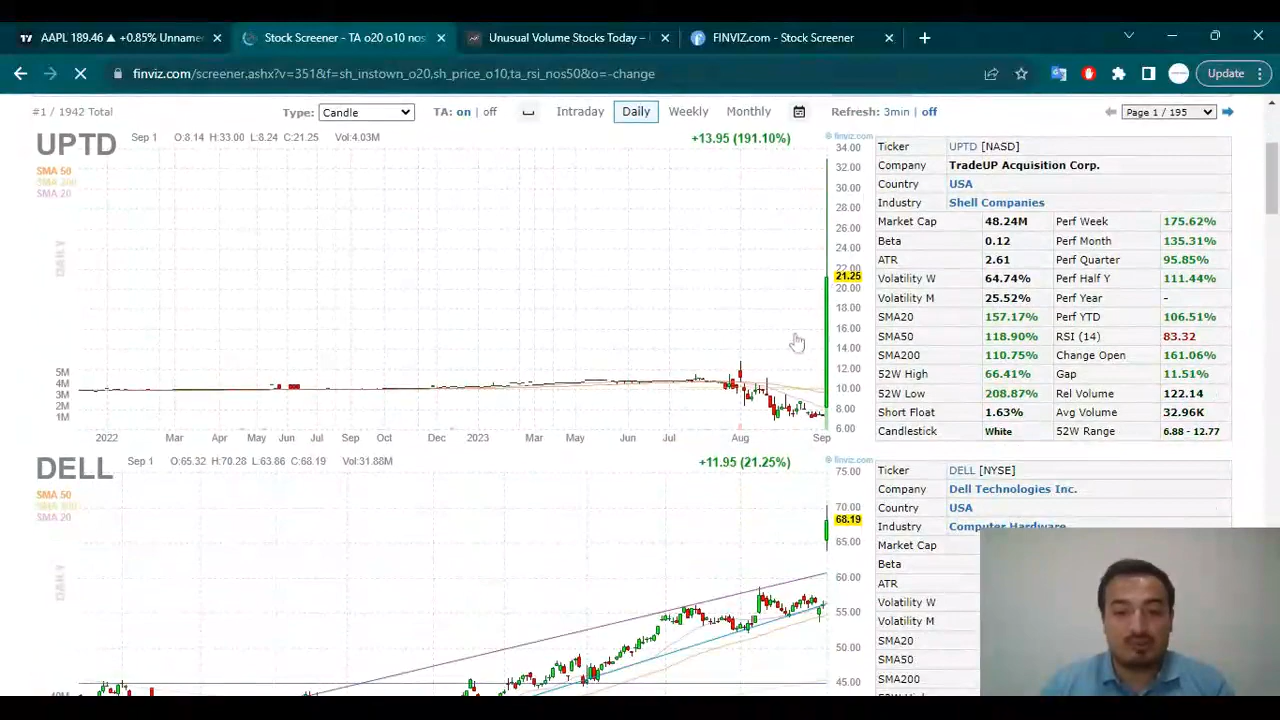 AAPL 189.46 ▲ +0.85% Unname
Stock Screener - TA o20 o10 nos
Unusual Volume Stocks Today –
FINVIZ.com - Stock Screener
finviz.com/screener.ashx?v=351&f=sh_instown_o20,sh_price_o10,ta_rsi_nos50&o=-change
Update
#1 / 1942 Total
Type: Candle
TA: on | off
Intraday Daily Weekly Monthly
Refresh: 3min | off
Page 1 / 195
UPTD
Sep 1 O:8.14 H:33.00 L:8.24 C:21.25 Vol:4.03M
+13.95 (191.10%)
©finviz.com
SMA 50
SMA 200
SMA 20
DAILY
34.00
32.00
30.00
28.00
26.00
24.00
22.00
21.25
20.00
18.00
16.00
14.00
12.00
10.00
8.00
6.00
5M
4M
3M
2M
1M
2022 Mar Apr May Jun Jul Sep Oct Dec 2023 Mar May Jun Jul Aug Sep
Ticker UPTD [NASD]
Company TradeUP Acquisition Corp.
Country USA
Industry Shell Companies
Market Cap 48.24M Perf Week 175.62%
Beta 0.12 Perf Month 135.31%
ATR 2.61 Perf Quarter 95.85%
Volatility W 64.74% Perf Half Y 111.44%
Volatility M 25.52% Perf Year -
SMA20 157.17% Perf YTD 106.51%
SMA50 118.90% RSI (14) 83.32
SMA200 110.75% Change Open 161.06%
52W High 66.41% Gap 11.51%
52W Low 208.87% Rel Volume 122.14
Short Float 1.63% Avg Volume 32.96K
Candlestick White 52W Range 6.88 - 12.77
DELL
Sep 1 O:65.32 H:70.28 L:63.86 C:68.19 Vol:31.88M
+11.95 (21.25%)
©finviz.com
SMA 50
SMA 200
SMA 20
DAILY
75.00
70.00
68.19
65.00
60.00
55.00
50.00
45.00
Ticker DELL [NYSE]
Company Dell Technologies Inc.
Country USA
Industry Computer Hardware
Market Cap
Beta
ATR
Volatility W
Volatility M
SMA20
SMA50
SMA200